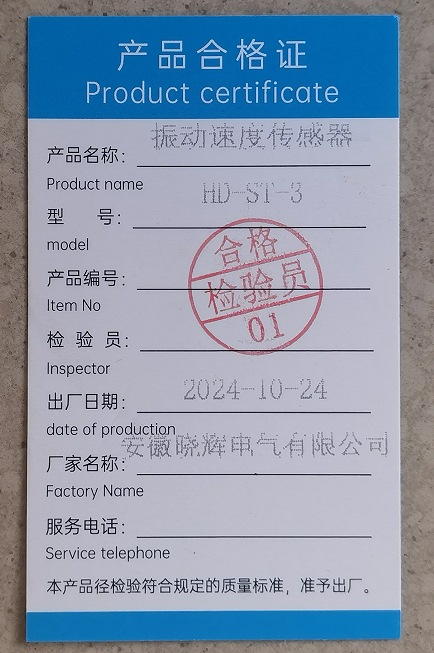 产品合格证
Product certificate
振动速度传感器
产品名称：
Product name
HD-ST-3
型 号：
model
合格
检验员
01
产品编号：
Item No
检 验 员：
Inspector
2024-10-24
出厂日期：
date of production
安徽晓辉电气有限公司
厂家名称：
Factory Name
服务电话：
Service telephone
本产品径检验符合规定的质量标准，准予出厂。